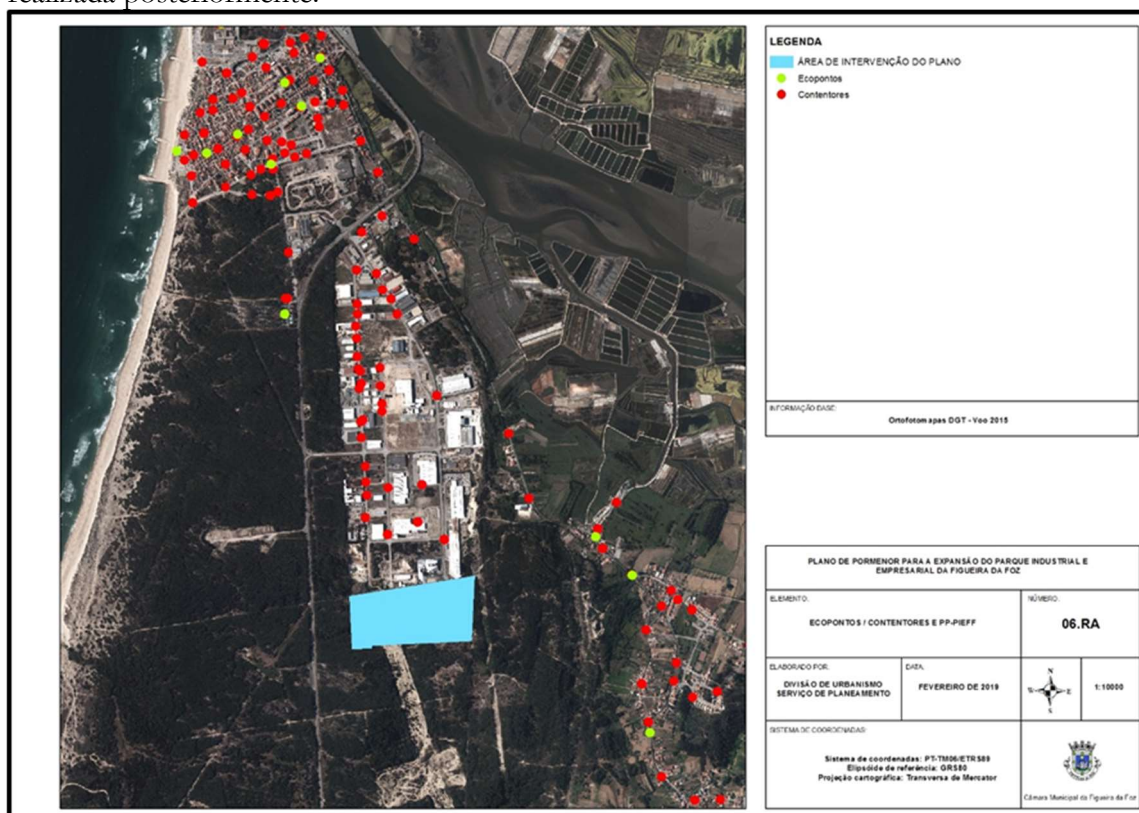 realizada posteriormente.
LEGENDA
ÁREA DE INTERVENÇÃO DO PLANO
Ecopontos
Contentores
INFORMAÇÃO BASE:
Ortofotomapas DGT - Voo 2015
PLANO DE PORMENOR PARA A EXPANSÃO DO PARQUE INDUSTRIAL E
EMPRESARIAL DA FIGUEIRA DA FOZ
ELEMENTO:
ECOPONTOS / CONTENTORES E PP-PIEFF
NÚMERO:
06.RA
ELABORADO POR:
DIVISÃO DE URBANISMO
SERVIÇO DE PLANEAMENTO
DATA:
FEVEREIRO DE 2019
N
W
E
S
1:10000
SISTEMA DE COORDENADAS:
Sistema de coordenadas: PT-TM06/ETRS89
Elipsóide de referência: GRS80
Projeção cartográfica: Transversa de Mercator
Câmara Municipal da Figueira da Foz